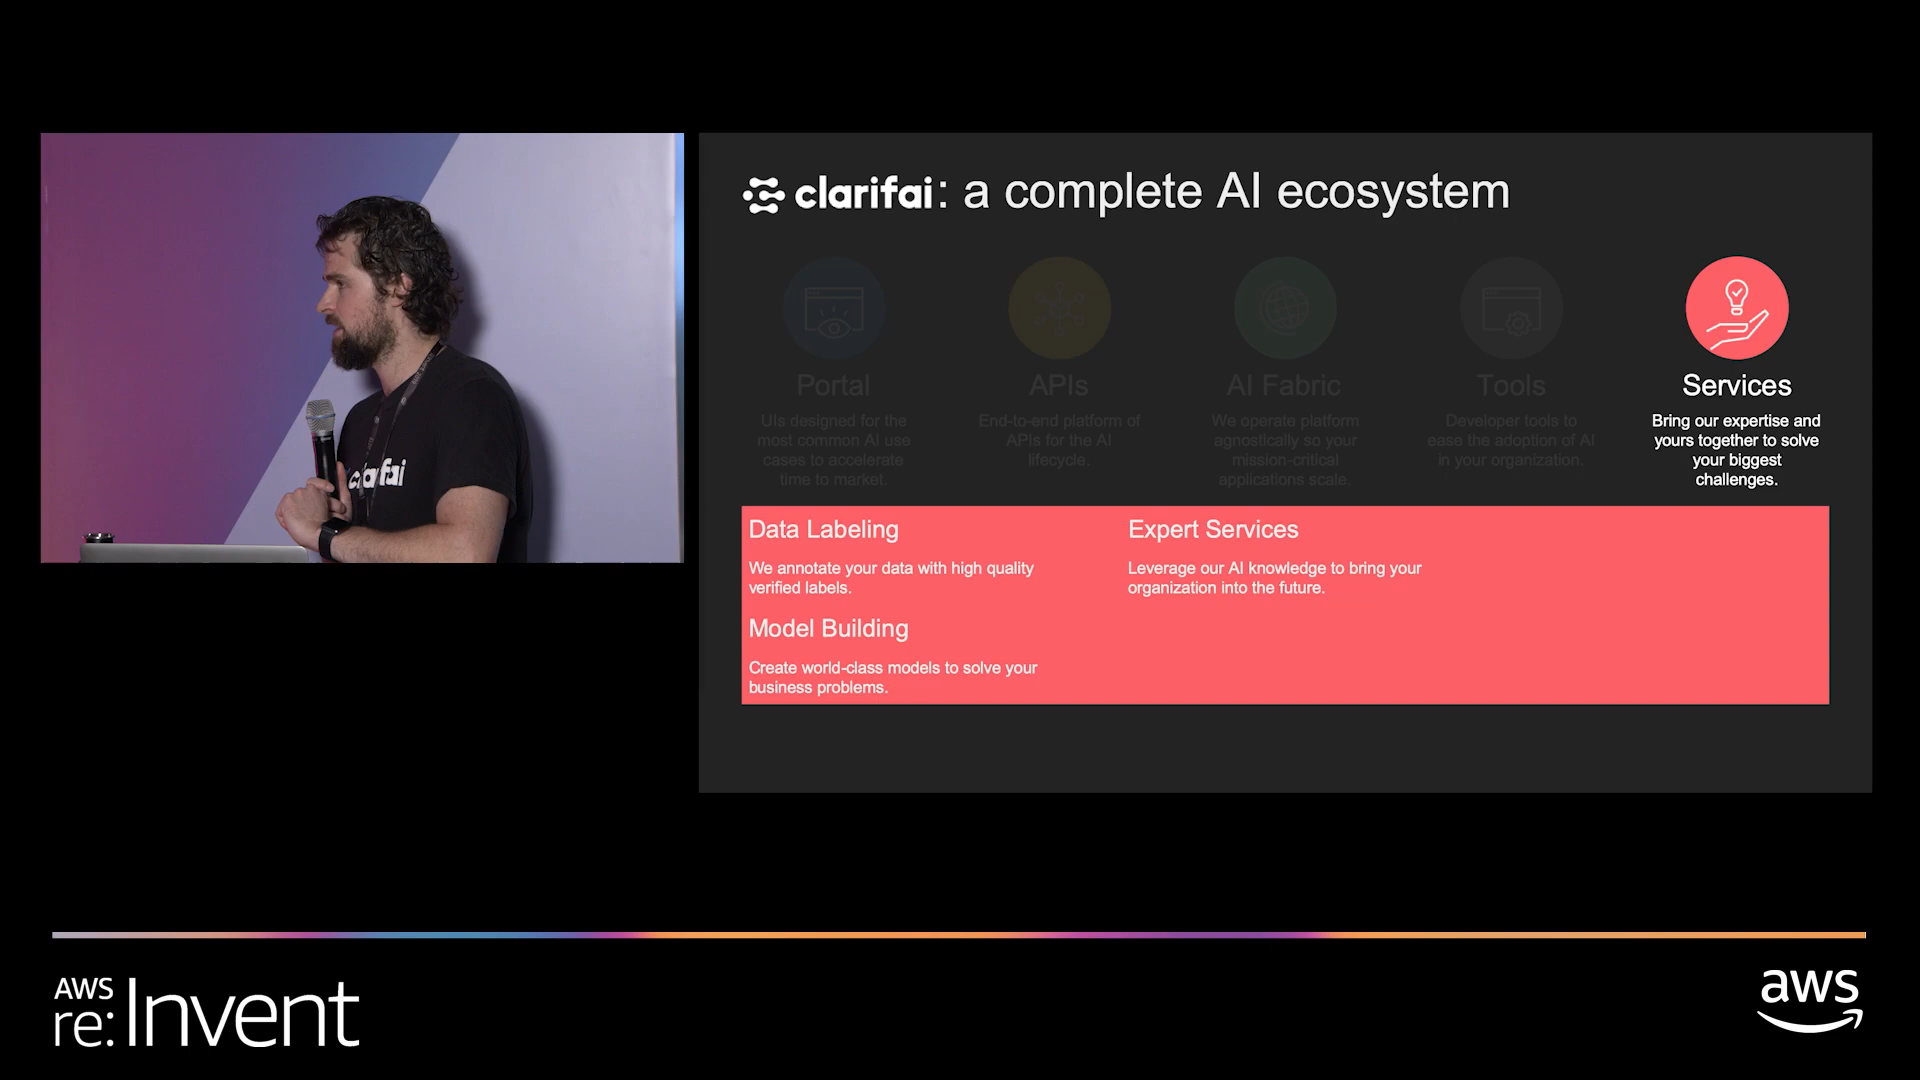 clarifai: a complete AI ecosystem
Portal
UIs designed for the
most common AI use
cases to accelerate
time to market.
APIs
End-to-end platform of
APIs for the AI
lifecycle.
AI Fabric
We operate platform
agnostically so your
mission-critical
applications scale.
Tools
Developer tools to
ease the adoption of AI
in your organization.
Services
Bring our expertise and
yours together to solve
your biggest
challenges.
Data Labeling
We annotate your data with high quality
verified labels.
Model Building
Create world-class models to solve your
business problems.
Expert Services
Leverage our AI knowledge to bring your
organization into the future.
clarifai
AWS
re:Invent
aws